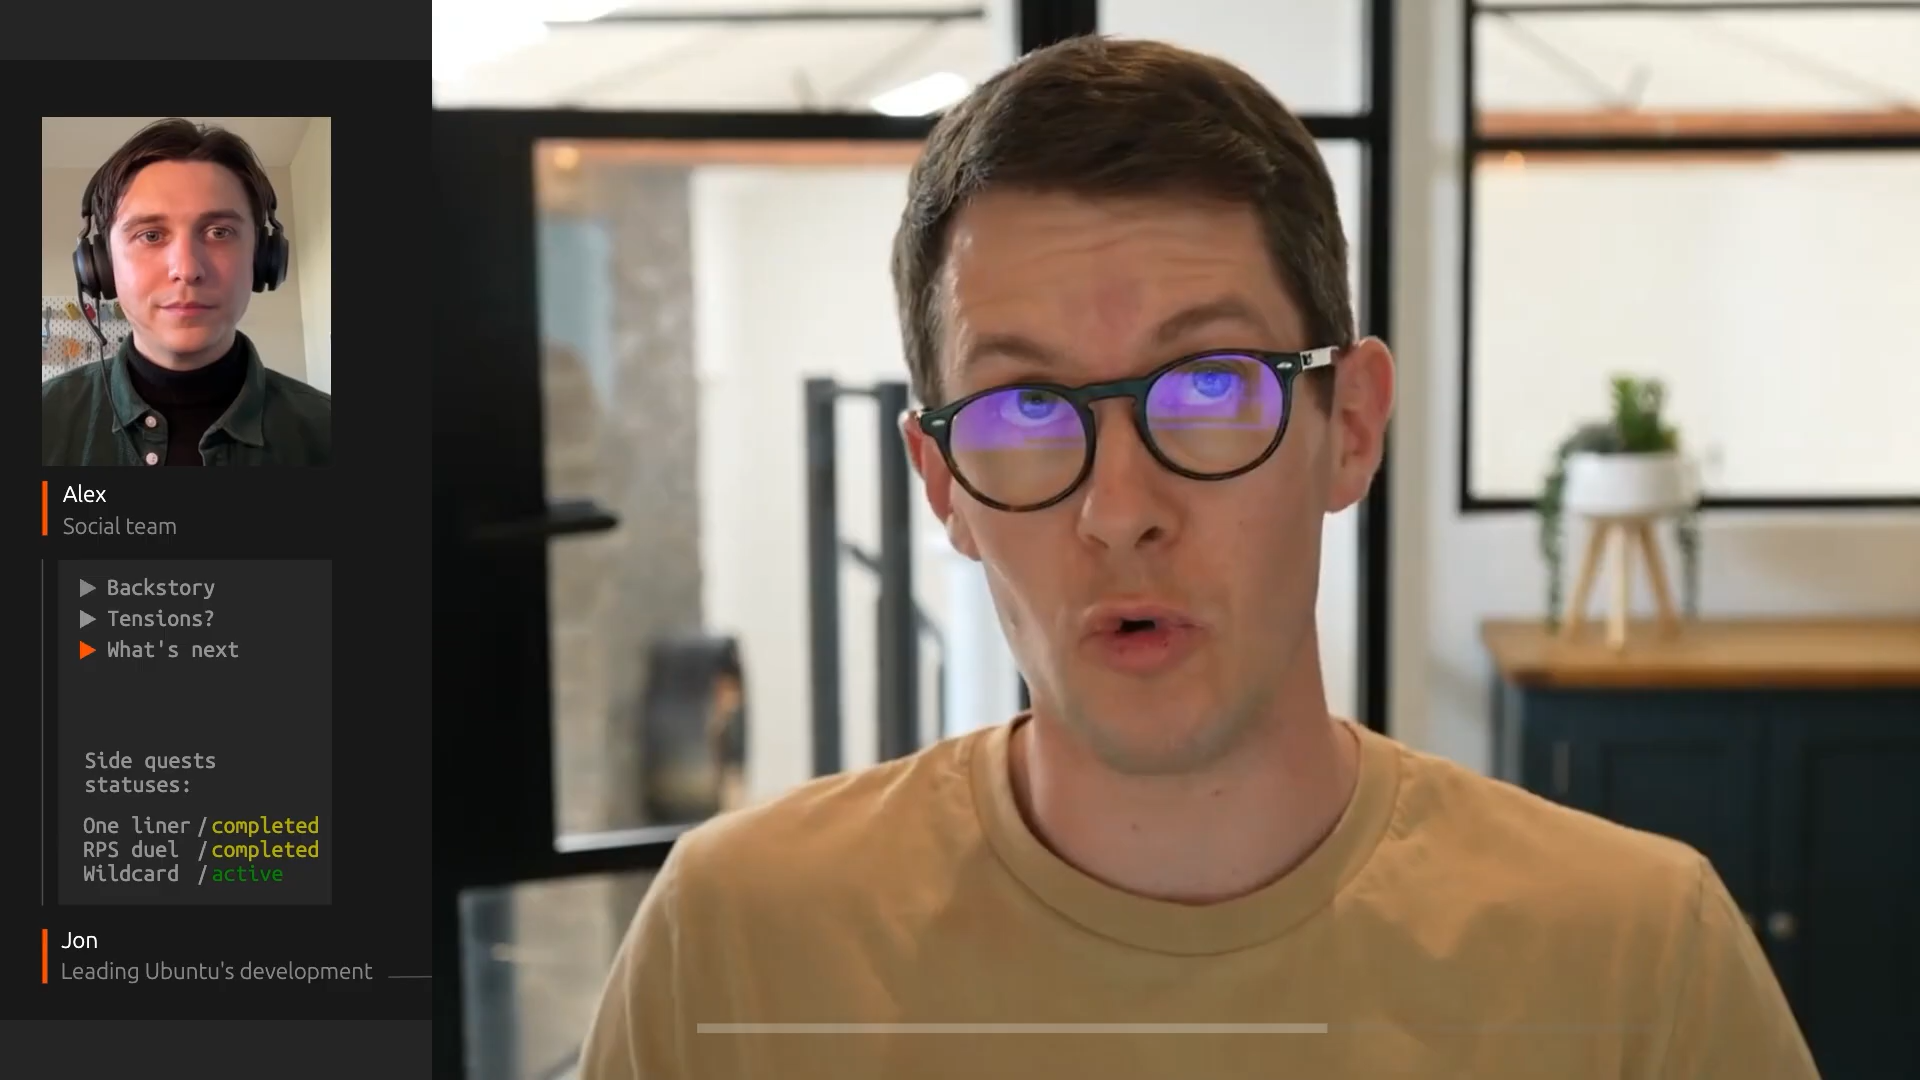 Alex
Social team
Backstory
Tensions?
What's next
Side quests
statuses:
One liner / completed
RPS duel / completed
Wildcard / active
Jon
Leading Ubuntu's development